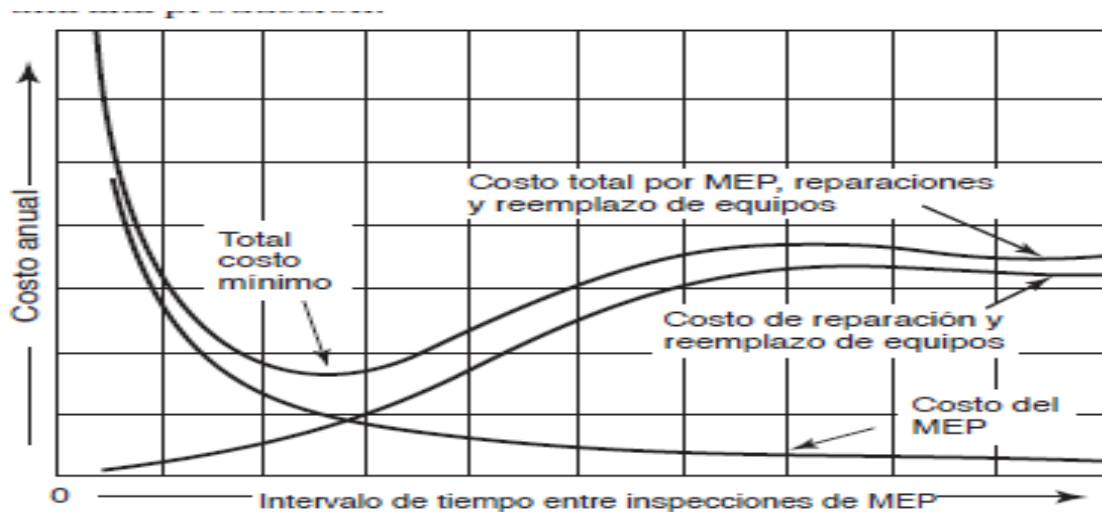 Costo anual
Costo total por MEP, reparaciones
y reemplazo de equipos
Total
costo
mínimo
Costo de reparación y
reemplazo de equipos
Costo del
MEP
0
Intervalo de tiempo entre inspecciones de MEP